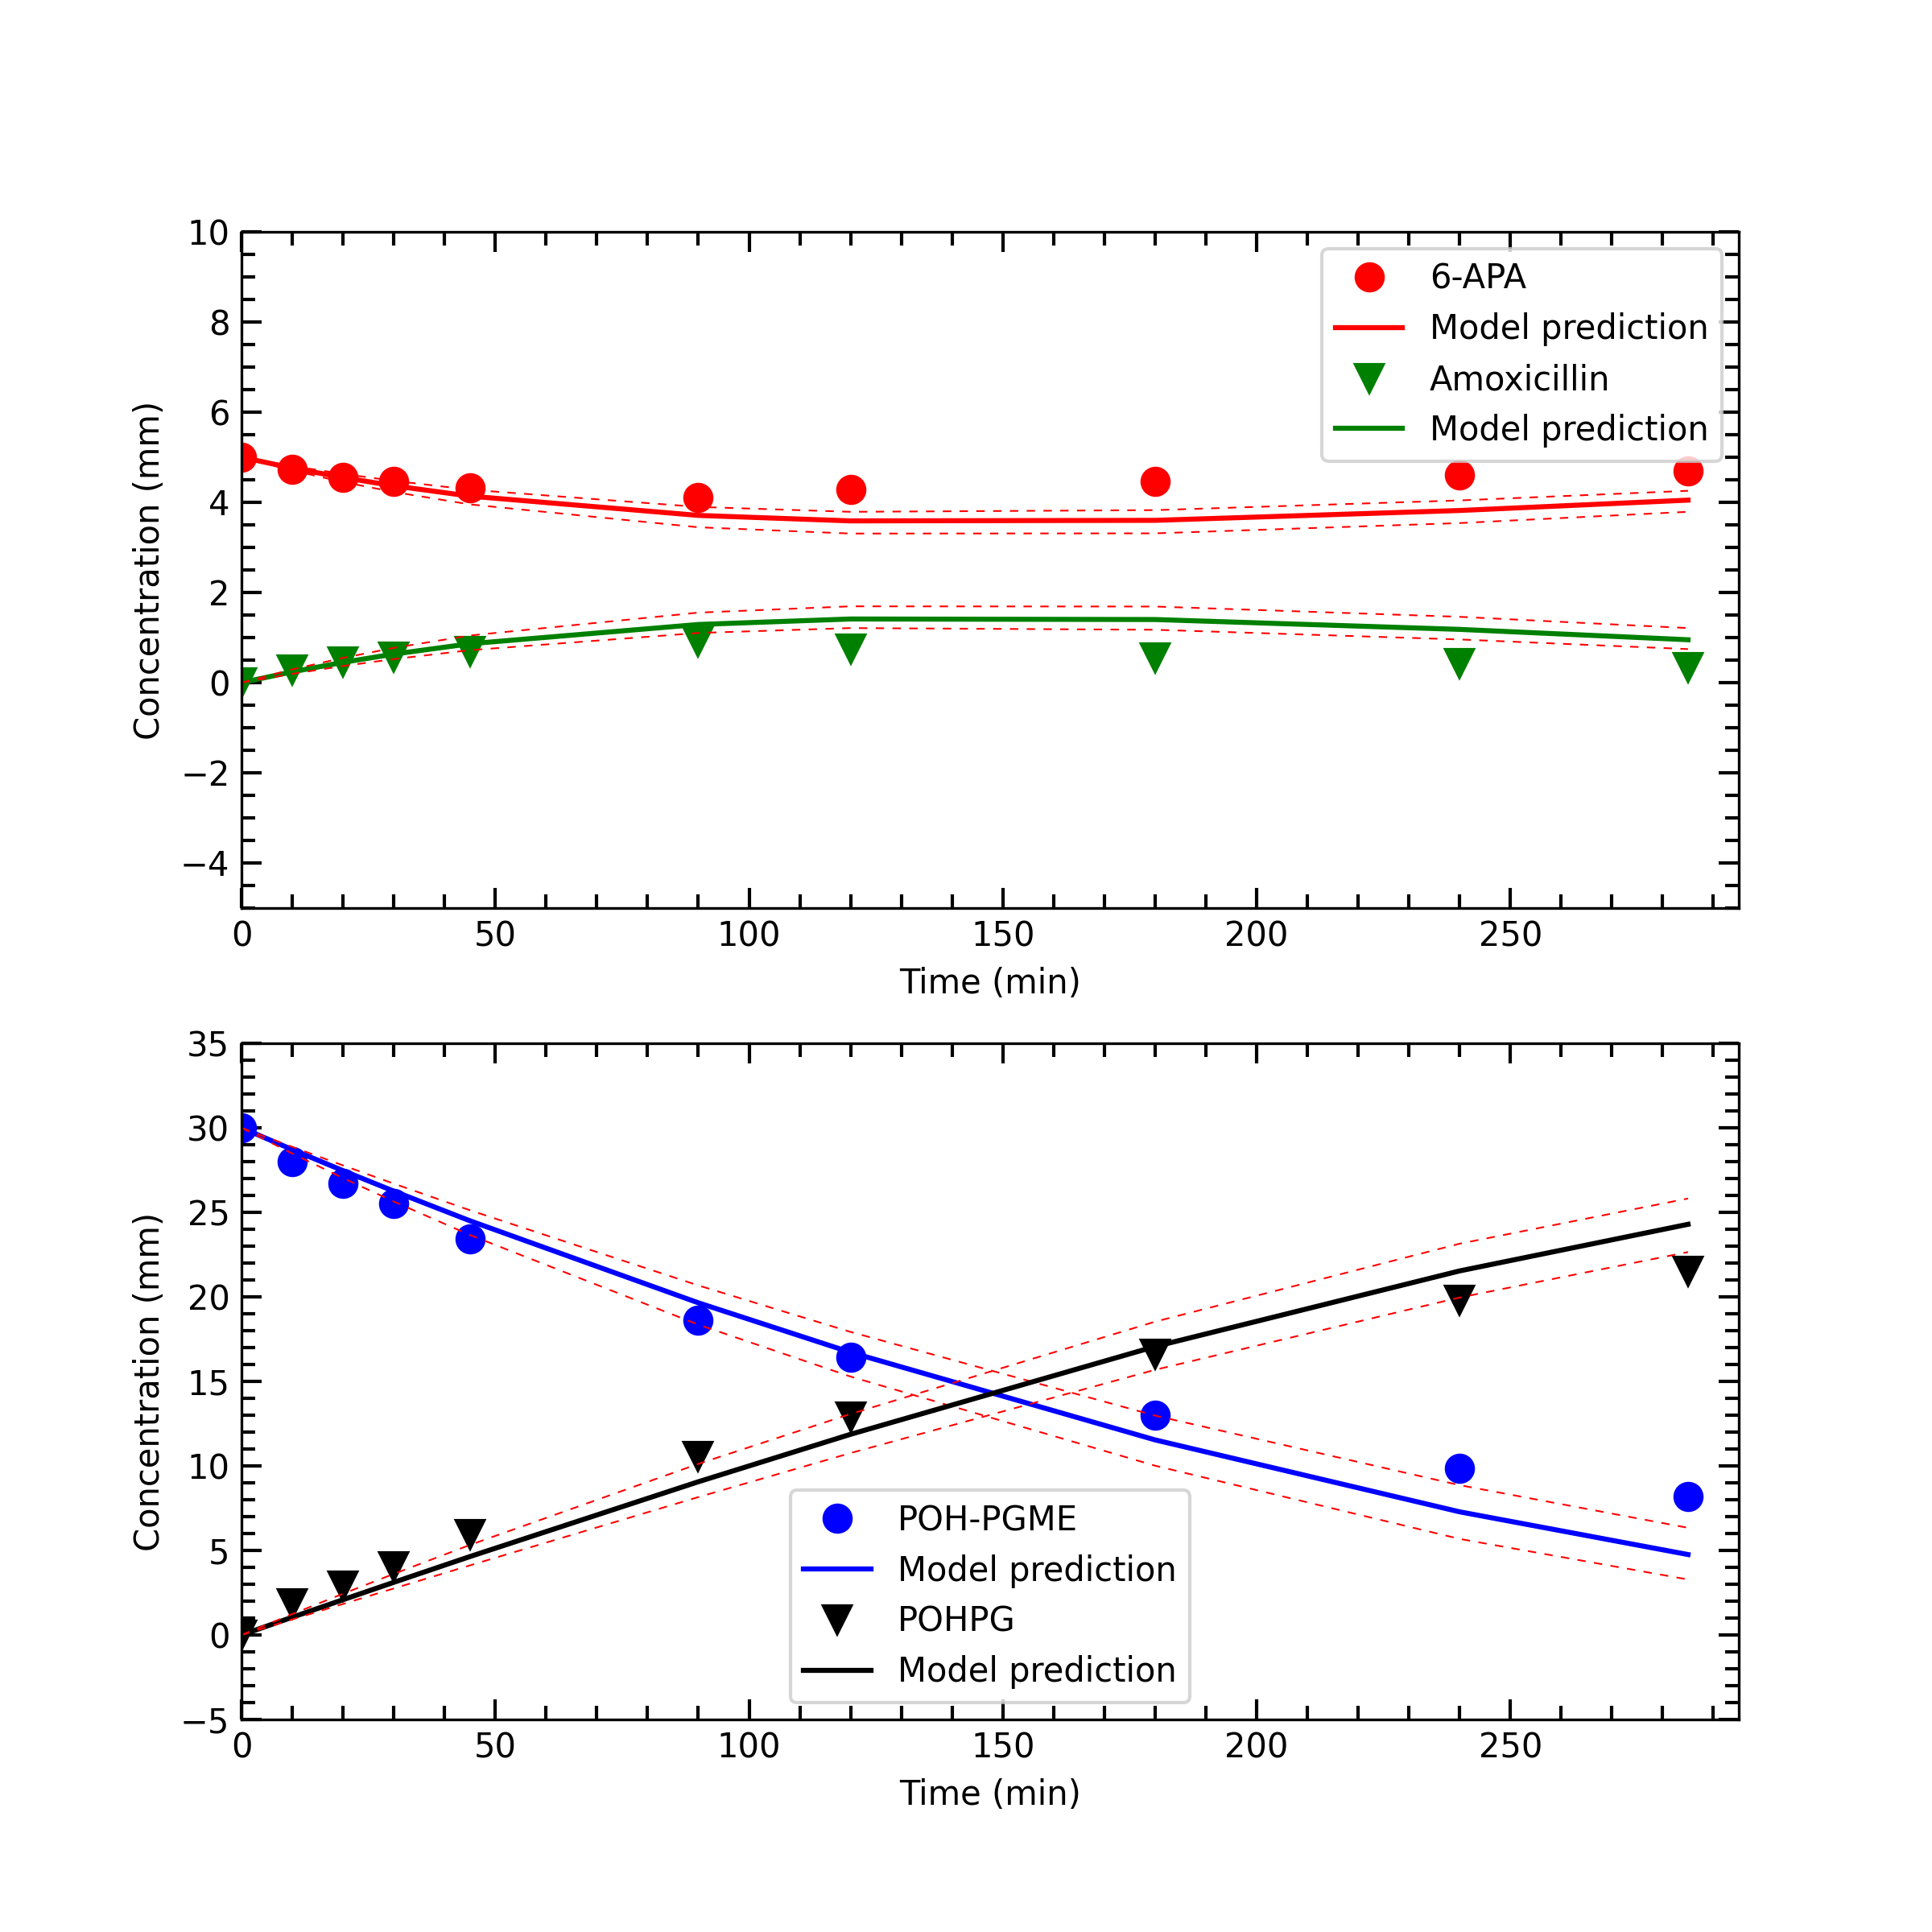 10
8
6
4
2
0
−2
−4
Concentration (mm)
6-APA
Model prediction
Amoxicillin
Model prediction
0 50 100 150 200 250
Time (min)
35
30
25
20
15
10
5
0
−5
Concentration (mm)
POH-PGME
Model prediction
POHPG
Model prediction
0 50 100 150 200 250
Time (min)